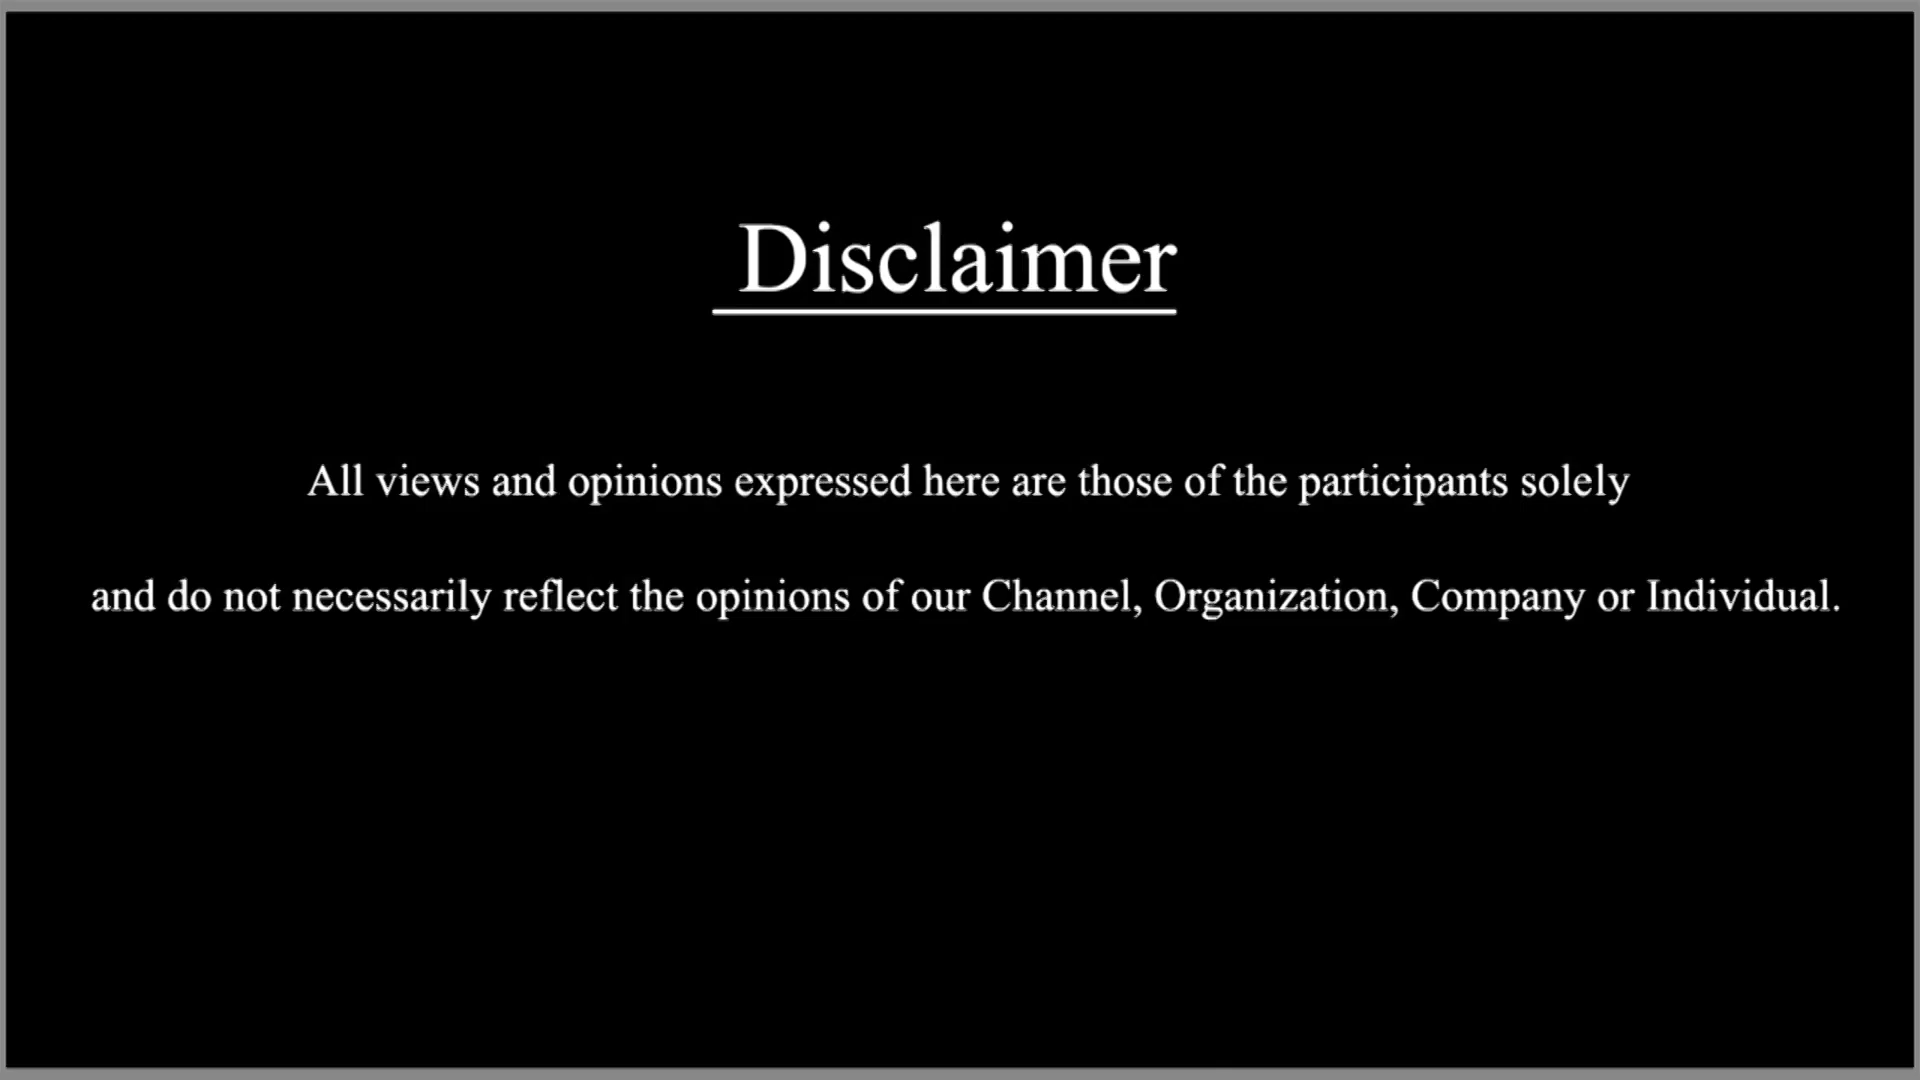 Disclaimer
All views and opinions expressed here are those of the participants solely
and do not necessarily reflect the opinions of our Channel, Organization, Company or Individual.